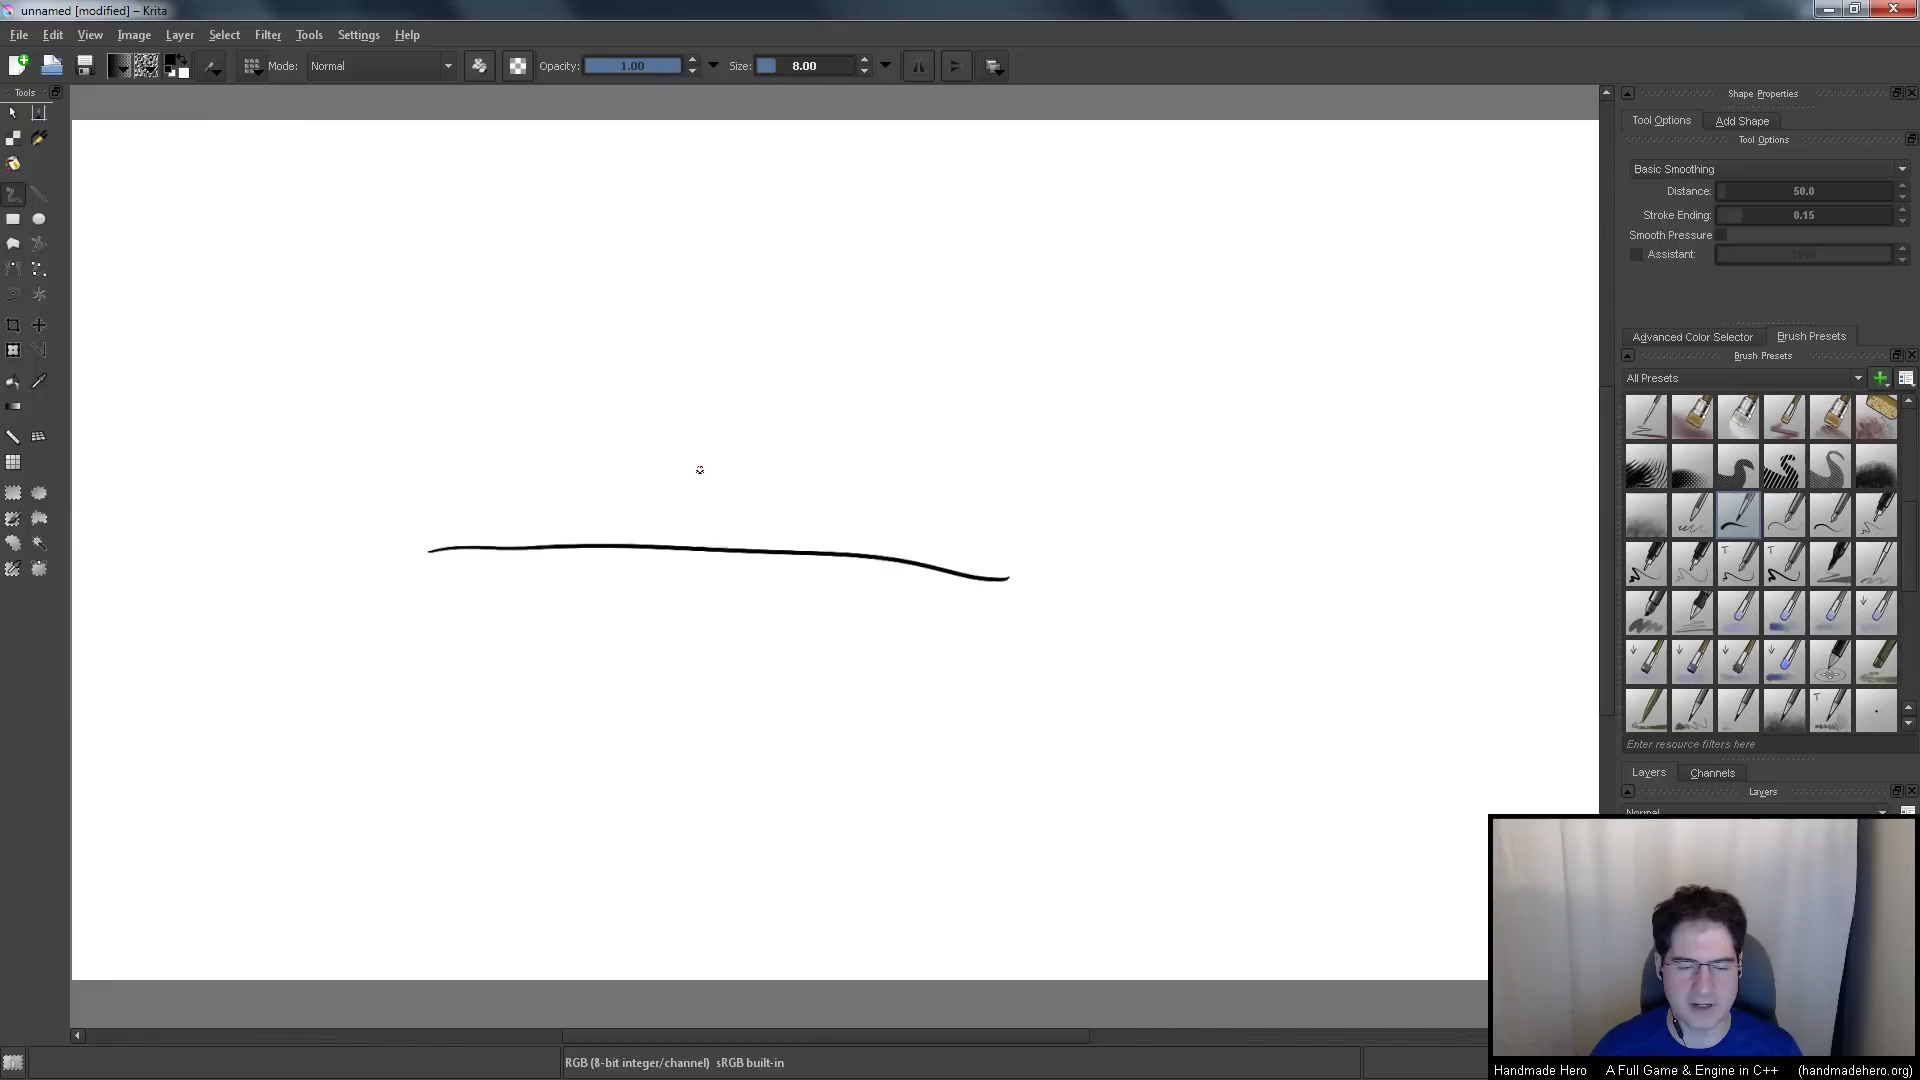 unnamed [modified] – Krita
File Edit View Image Layer Select Filter Tools Settings Help
Mode: Normal Opacity: 1.00 Size: 8.00
Tools
Shape Properties
Tool Options Add Shape
Tool Options
Basic Smoothing
Distance: 50.0
Stroke Ending: 0.15
Smooth Pressure
Assistant:
Advanced Color Selector Brush Presets
Brush Presets
All Presets
T T
T
Enter resource filters here
Layers Channels
Layers
Normal
RGB (8-bit integer/channel) sRGB built-in
Handmade Hero A Full Game & Engine in C++ (handmadehero.org)